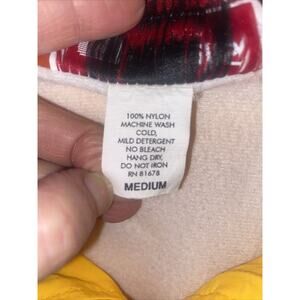 100% NYLON
MACHINE WASH
COLD,
MILD DETERGENT
NO BLEACH
HANG DRY,
DO NOT IRON
RN 81678
MEDIUM